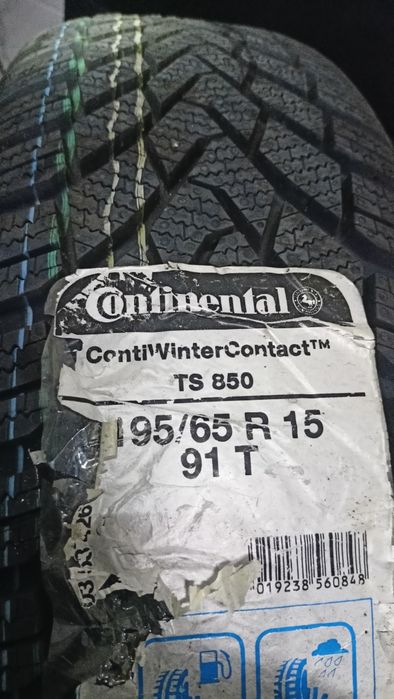 Continental
ContiWinterContact™
TS 850
195/65 R 15
91 T
019238 560848